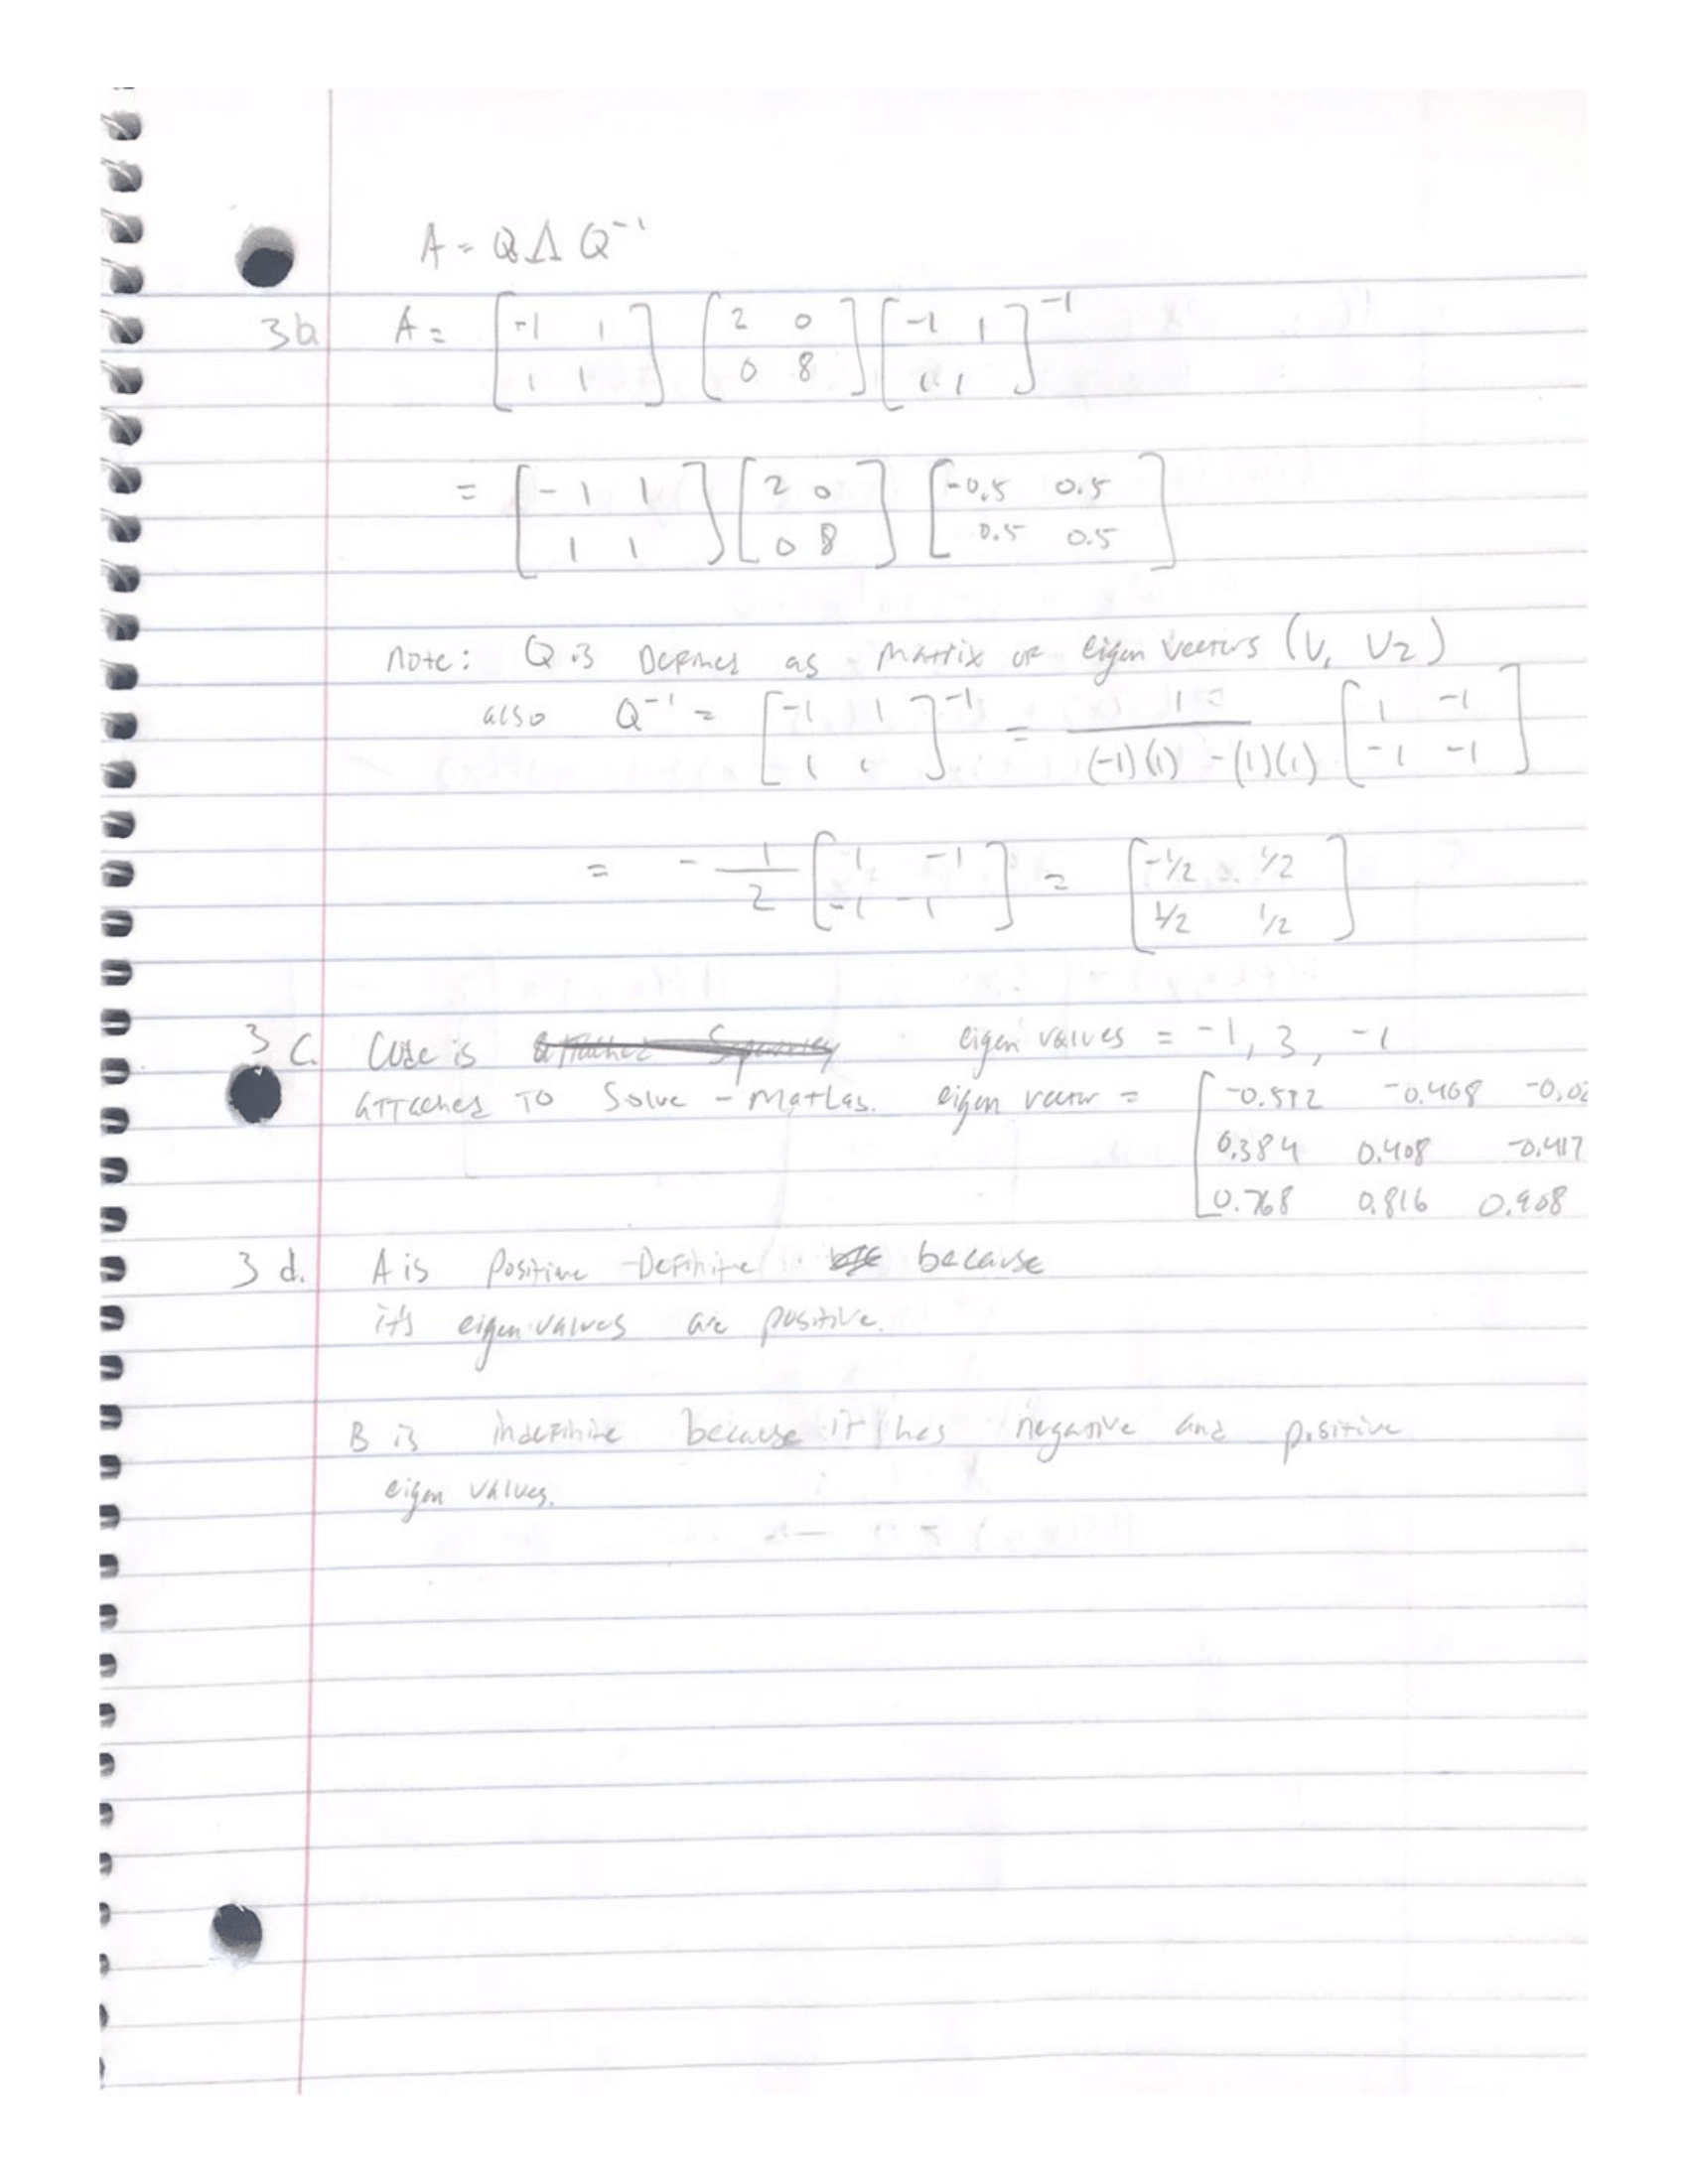 A = Q Λ Q⁻¹
3b A = [-1 1; 1 1] [2 0; 0 8] [-1 1; 1 1]⁻¹
= [-1 1; 1 1] [2 0; 0 8] [-0.5 0.5; 0.5 0.5]
note: Q is Defined as matrix of eigen vectors (V₁ V₂)
also Q⁻¹ = [-1 1; 1 1]⁻¹ = 1/((-1)(1) - (1)(1)) [1 -1; -1 -1]
= -1/2 [1 -1; -1 -1] = [-1/2 1/2; 1/2 1/2]
3 C. Code is eigen values = -1, 3, -1
attached to Solve - Matlab. eigen vector = [-0.512 -0.408 -0.02
0.384 0.408 -0.417
0.768 0.816 0.908
3 d. A is Positive-Definite because
it's eigen values are positive.
B is indefinite because it has negative and positive
eigen values.